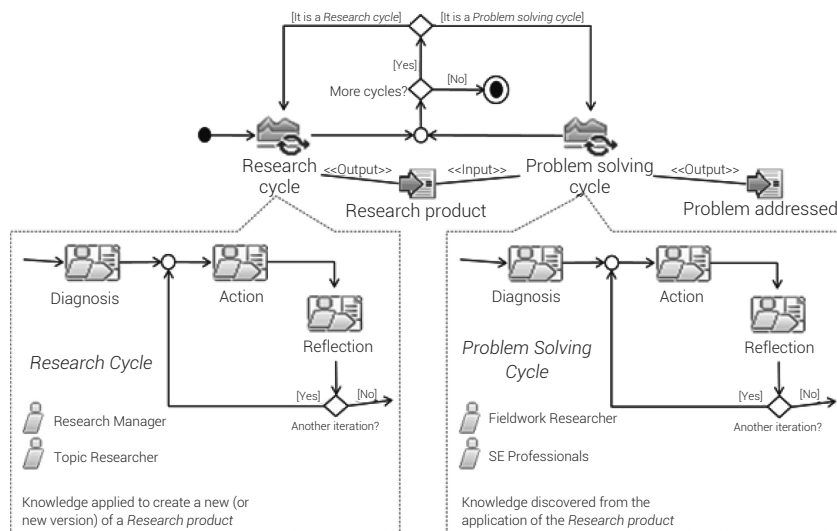 [It is a Research cycle]
[It is a Problem solving cycle]
[Yes]
[No]
More cycles?
Research
cycle
<<Output>>
<<Input>>
Problem solving
cycle
<<Output>>
Research product
Problem addressed
Diagnosis
Action
Reflection
Research Cycle
[Yes]
[No]
Another iteration?
Research Manager
Topic Researcher
Knowledge applied to create a new (or
new version) of a Research product
Diagnosis
Action
Reflection
Problem Solving
Cycle
[Yes]
[No]
Another iteration?
Fieldwork Researcher
SE Professionals
Knowledge discovered from the
application of the Research product